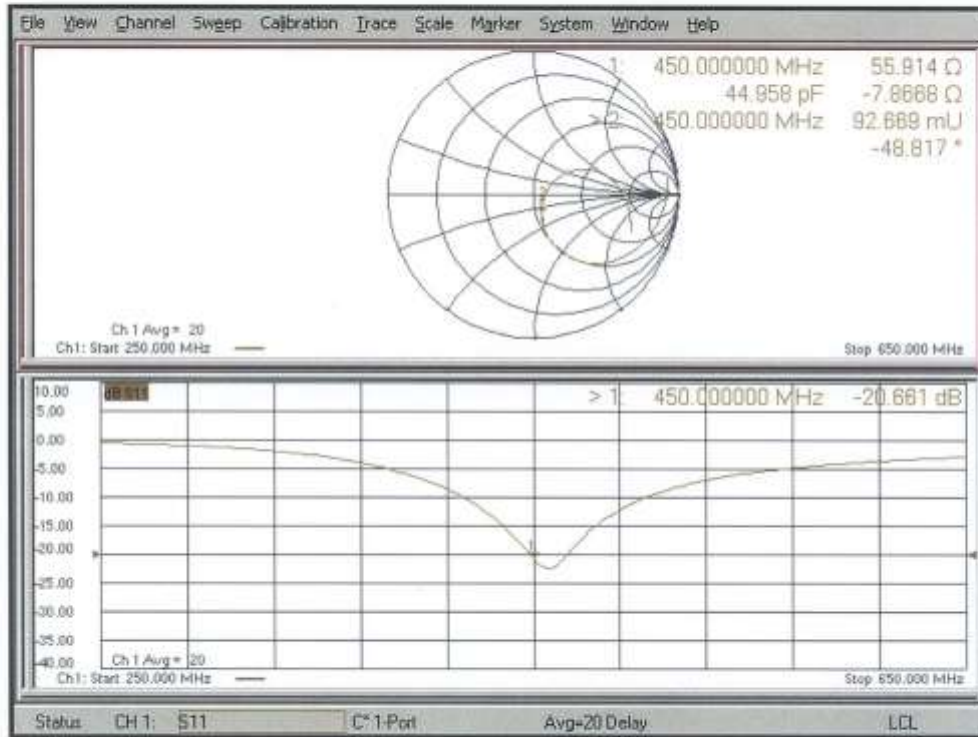 File View Channel Sweep Calibration Trace Scale Marker System Window Help
1: 450.000000 MHz 55.914 Ω
44.958 pF -7.8668 Ω
> 2: 450.000000 MHz 92.669 mU
-48.817 °
Ch 1 Avg = 20
Ch1: Start 250.000 MHz
Stop 650.000 MHz
10.00
dB S11
> 1: 450.000000 MHz -20.661 dB
5.00
0.00
-5.00
-10.00
-15.00
-20.00
-25.00
-30.00
-35.00
-40.00
Ch 1 Avg = 20
Ch1: Start 250.000 MHz
Stop 650.000 MHz
Status CH 1: S11 C* 1-Port Avg=20 Delay LCL